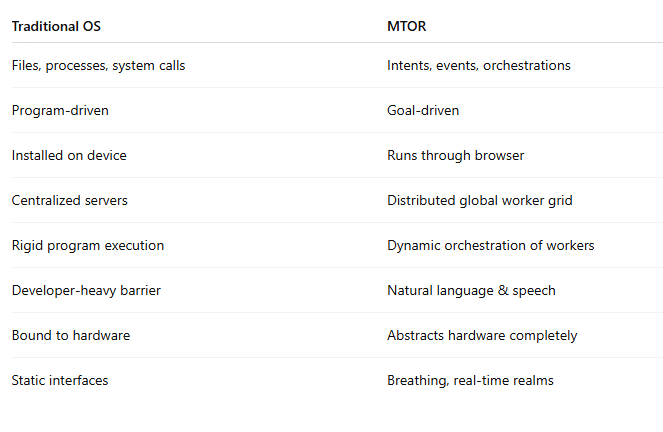 Traditional OS MTOR
Files, processes, system calls Intents, events, orchestrations
Program-driven Goal-driven
Installed on device Runs through browser
Centralized servers Distributed global worker grid
Rigid program execution Dynamic orchestration of workers
Developer-heavy barrier Natural language & speech
Bound to hardware Abstracts hardware completely
Static interfaces Breathing, real-time realms